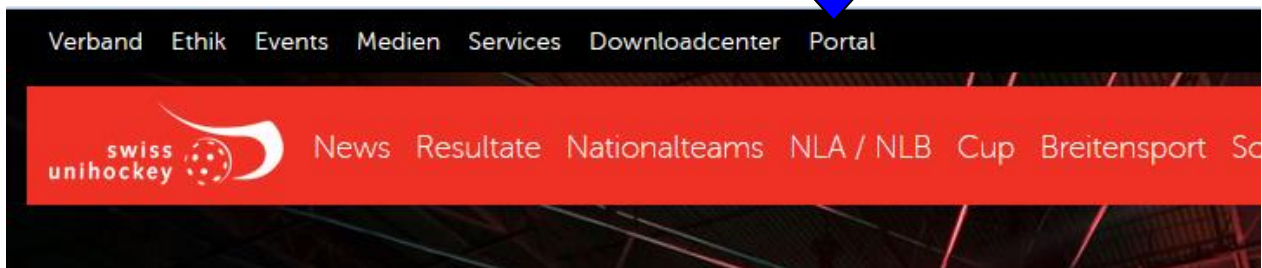 Verband Ethik Events Medien Services Downloadcenter Portal
swiss unihockey News Resultate Nationalteams NLA / NLB Cup Breitensport